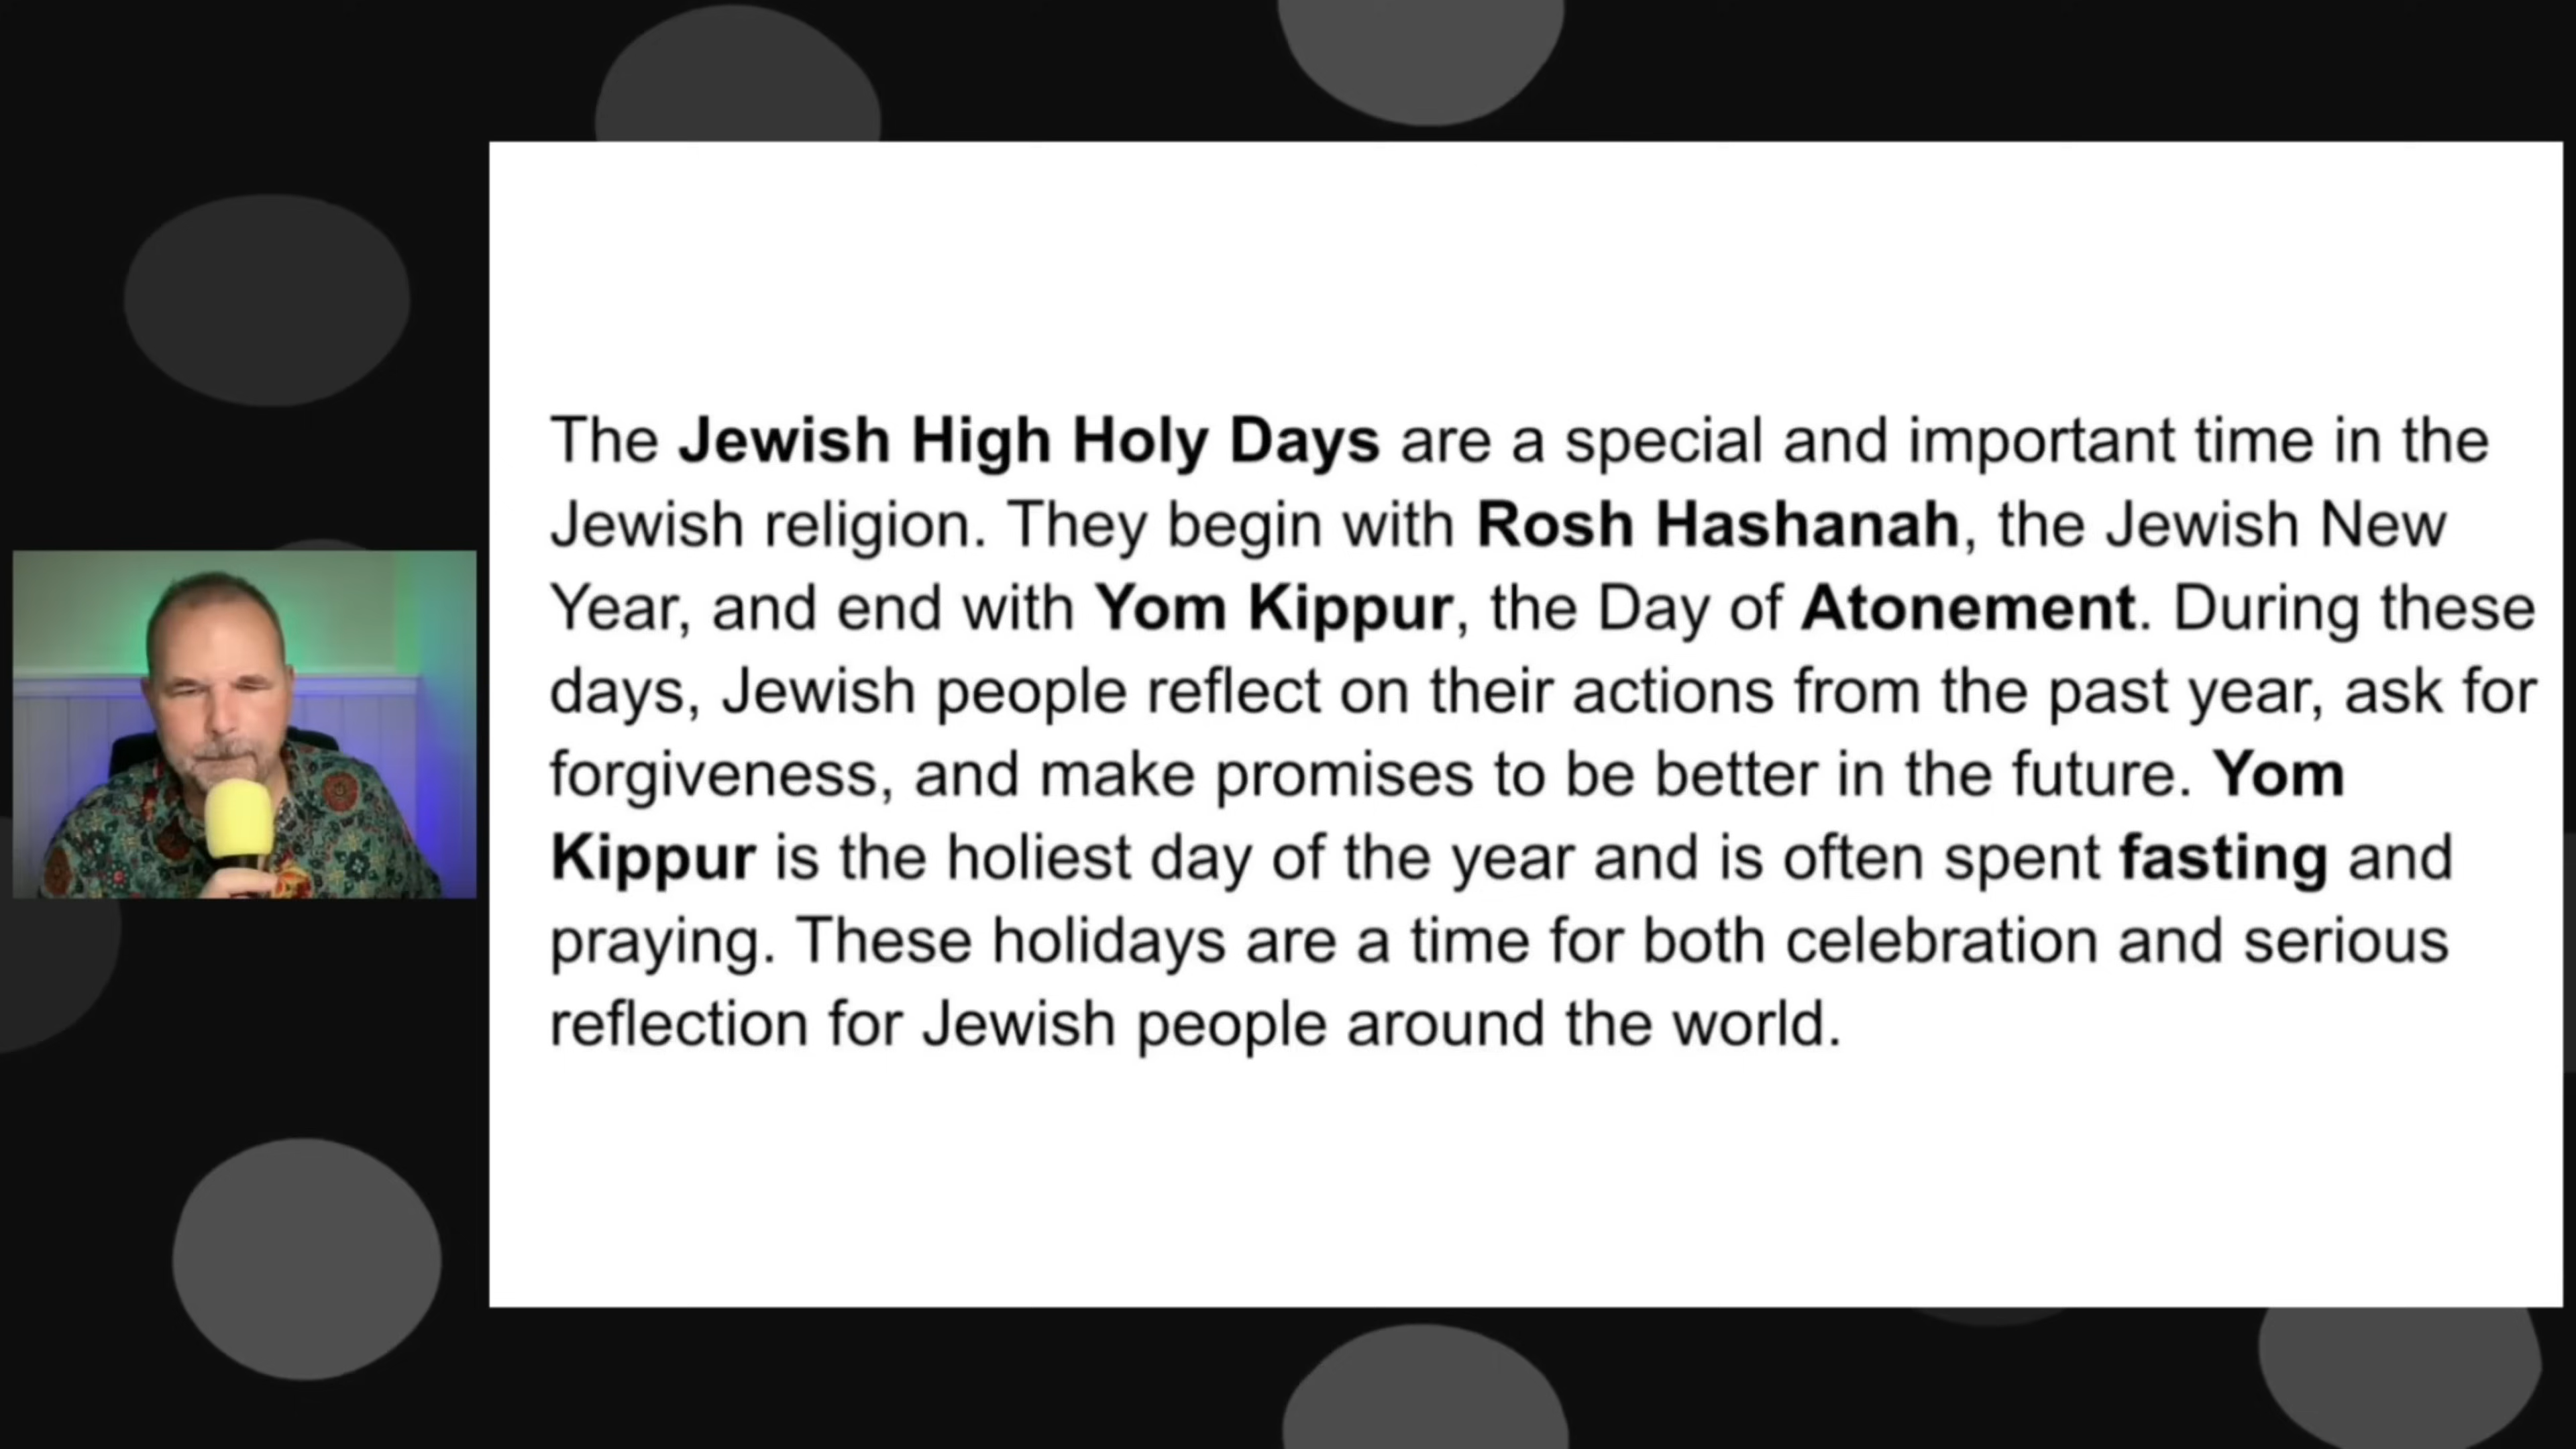 The Jewish High Holy Days are a special and important time in the
Jewish religion. They begin with Rosh Hashanah, the Jewish New
Year, and end with Yom Kippur, the Day of Atonement. During these
days, Jewish people reflect on their actions from the past year, ask for
forgiveness, and make promises to be better in the future. Yom
Kippur is the holiest day of the year and is often spent fasting and
praying. These holidays are a time for both celebration and serious
reflection for Jewish people around the world.